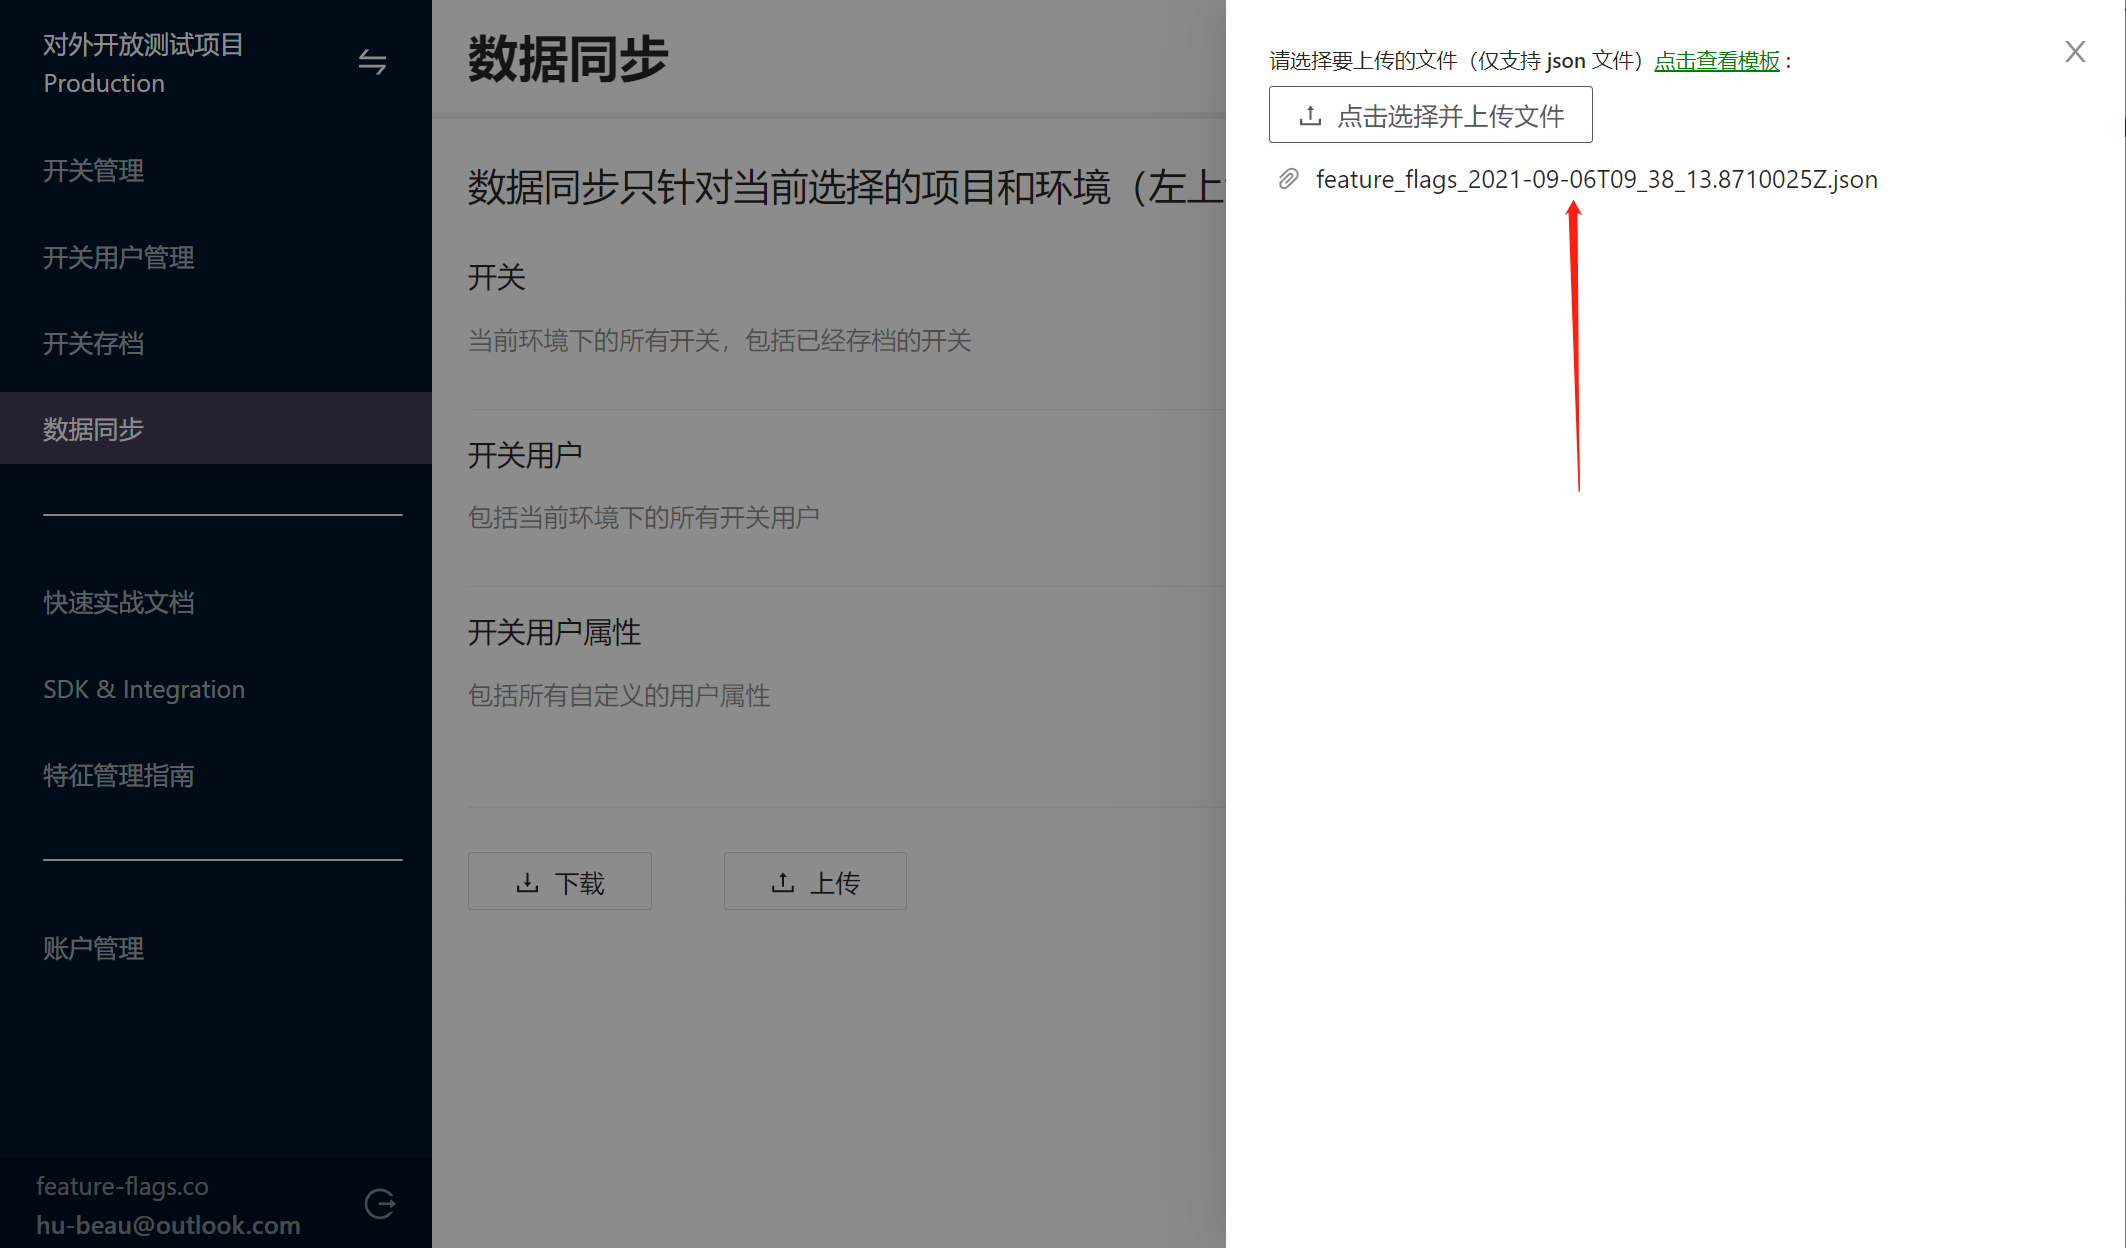 对外开放测试项目
Production
开关管理
开关用户管理
开关存档
数据同步
快速实战文档
SDK & Integration
特征管理指南
账户管理
feature-flags.co
hu-beau@outlook.com
数据同步
数据同步只针对当前选择的项目和环境（左上
开关
当前环境下的所有开关，包括已经存档的开关
开关用户
包括当前环境下的所有开关用户
开关用户属性
包括所有自定义的用户属性
下载
上传
请选择要上传的文件（仅支持 json 文件）点击查看模板 :
点击选择并上传文件
feature_flags_2021-09-06T09_38_13.8710025Z.json